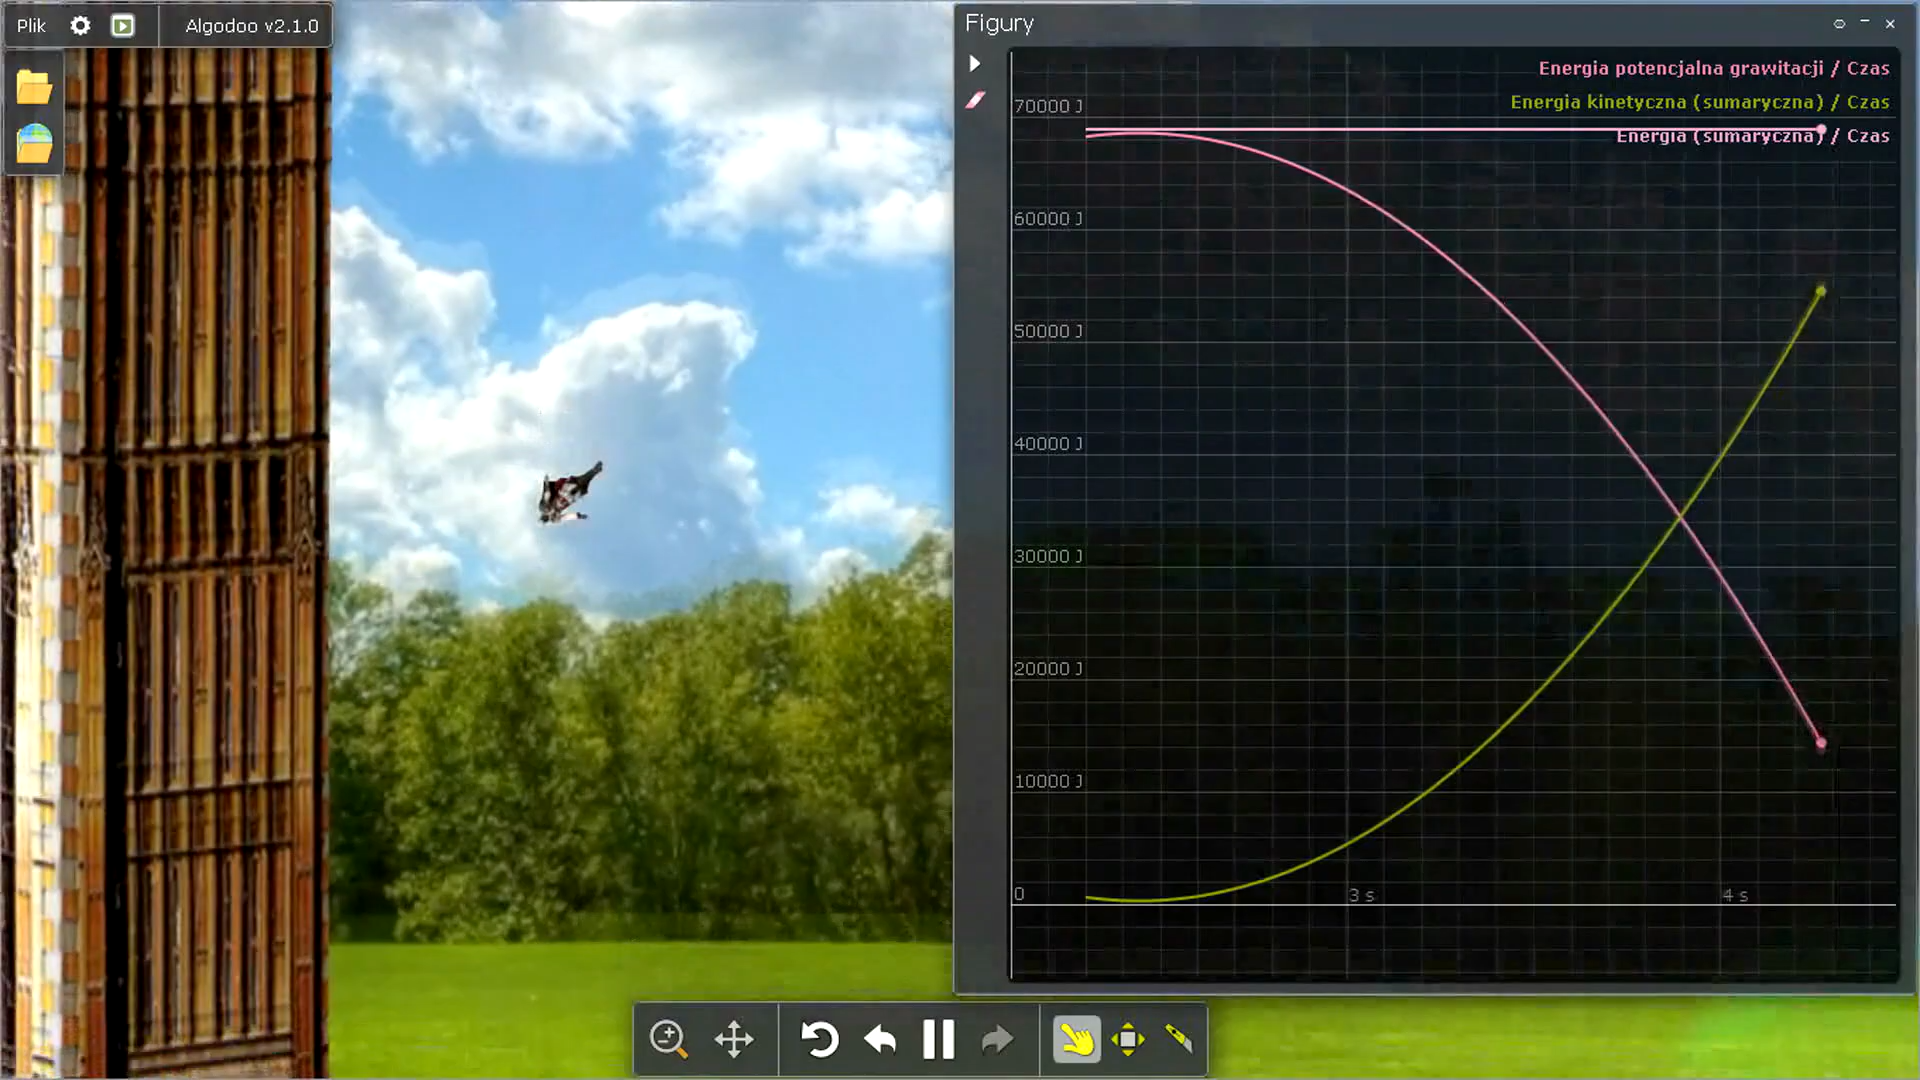 Plik
Algodoo v2.1.0
Figury
Energia potencjalna grawitacji / Czas
Energia kinetyczna (sumaryczna) / Czas
Energia (sumaryczna) / Czas
70000 J
60000 J
50000 J
40000 J
30000 J
20000 J
10000 J
0
3 s
4 s